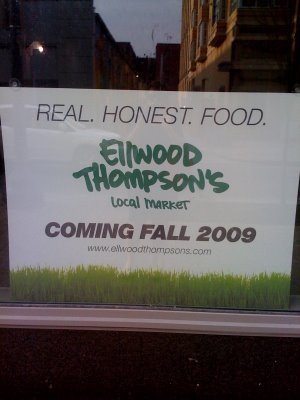 REAL. HONEST. FOOD.
EllWOOD
THOMPSON'S
LOCAL MARKET
COMING FALL 2009
www.ellwoodthompsons.com